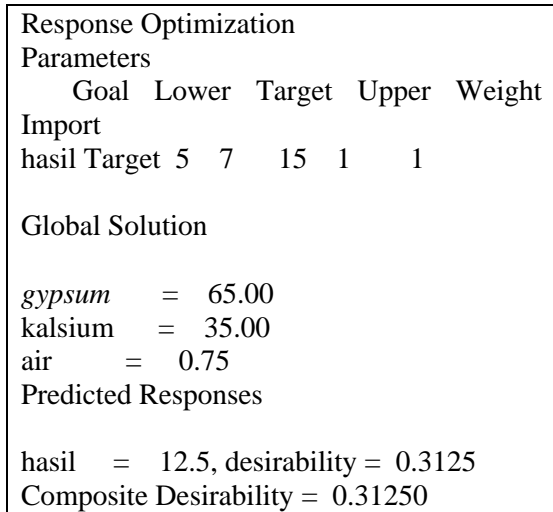 Response Optimization
Parameters
Goal Lower Target Upper Weight
Import
hasil Target 5 7 15 1 1
Global Solution
gypsum = 65.00
kalsium = 35.00
air = 0.75
Predicted Responses
hasil = 12.5, desirability = 0.3125
Composite Desirability = 0.31250